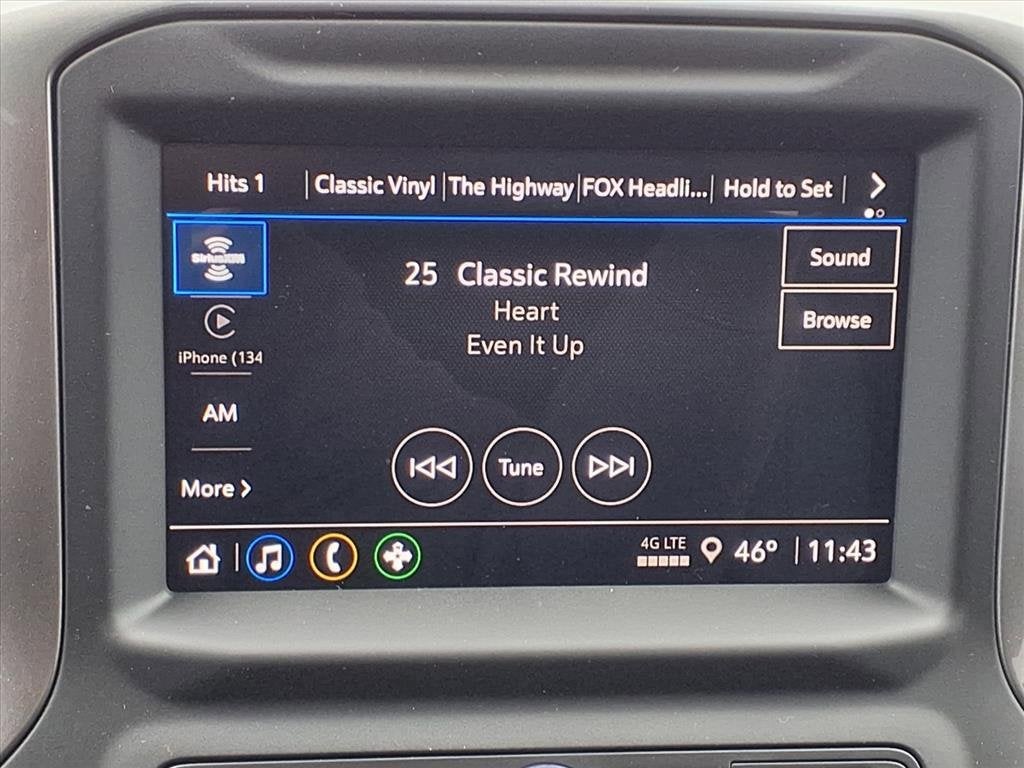 Hits 1 Classic Vinyl The Highway FOX Headli... Hold to Set
SiriusXM
25 Classic Rewind
Heart
Even It Up
Sound
Browse
iPhone (134
AM
More
Tune
4G LTE
46° 11:43